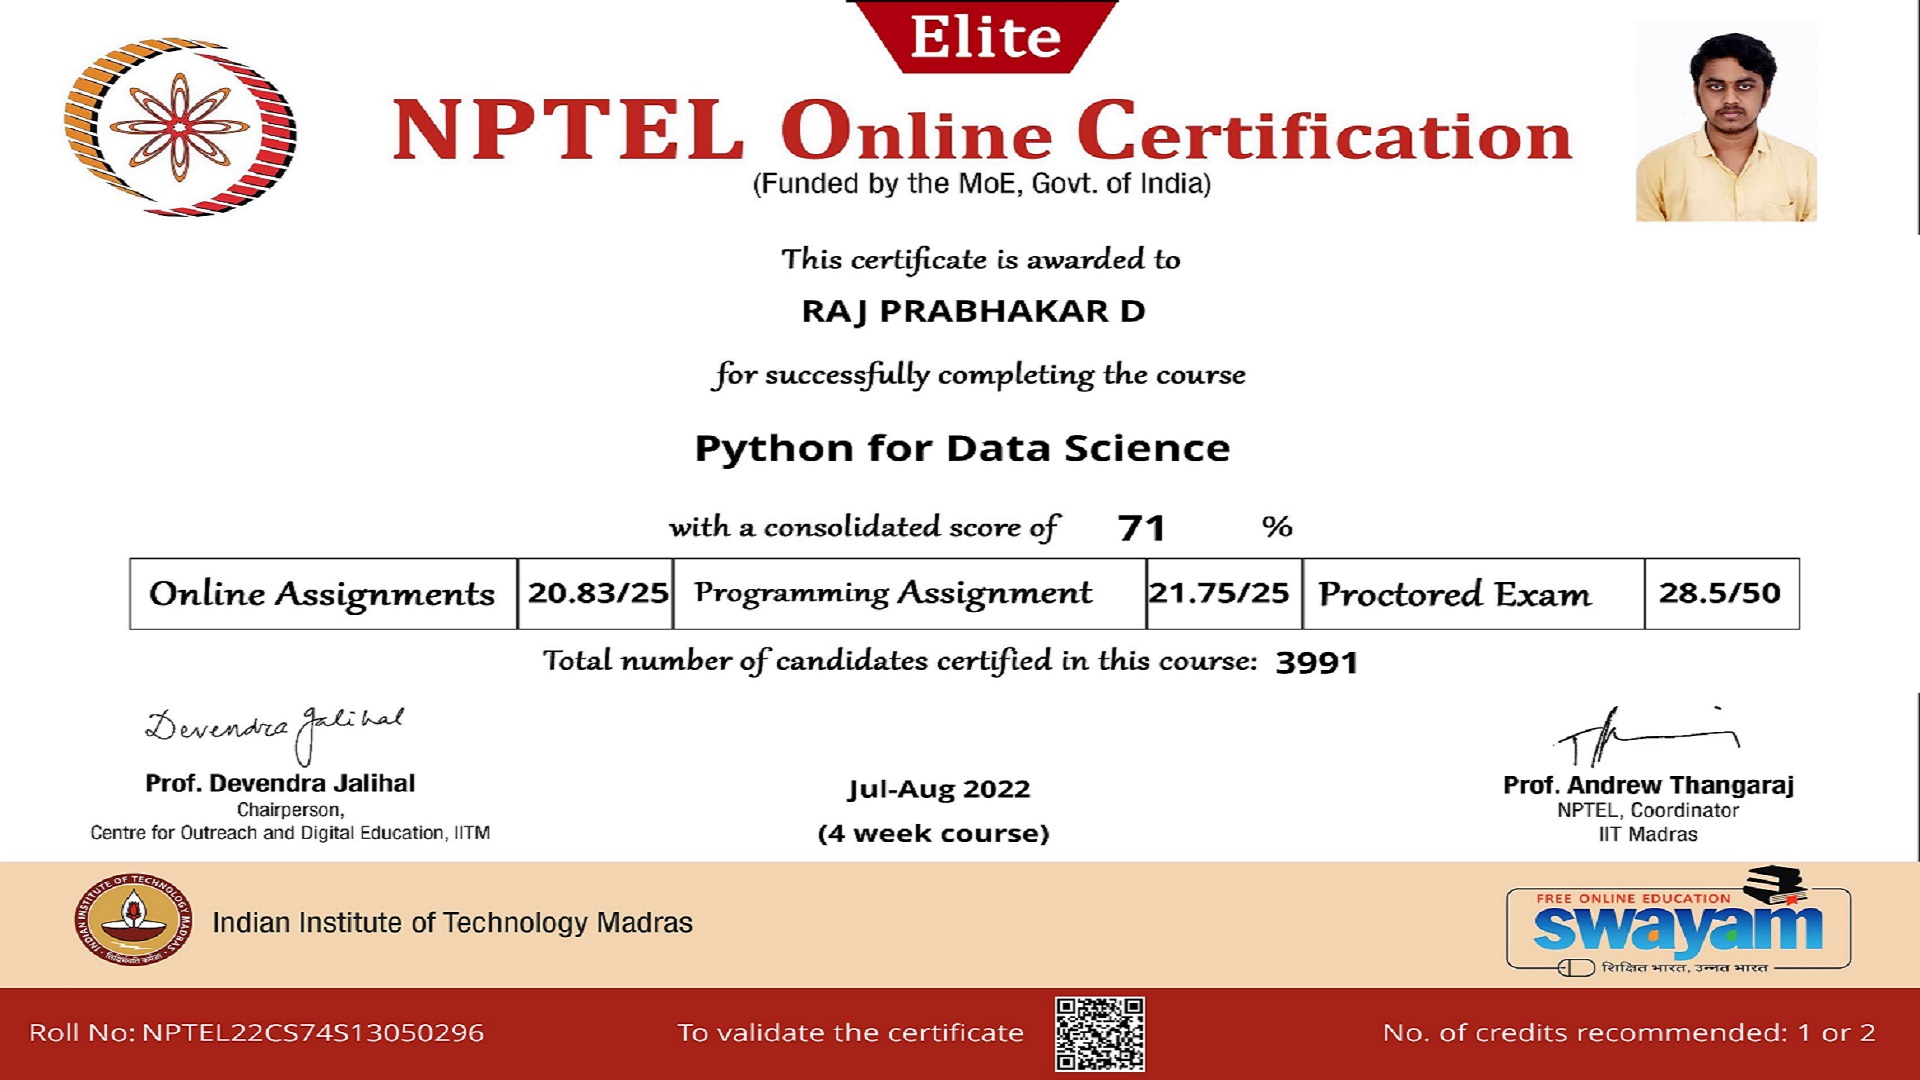 Elite
NPTEL Online Certification
(Funded by the MoE, Govt. of India)
This certificate is awarded to
RAJ PRABHAKAR D
for successfully completing the course
Python for Data Science
with a consolidated score of 71 %
Online Assignments 20.83/25 Programming Assignment 21.75/25 Proctored Exam 28.5/50
Total number of candidates certified in this course: 3991
Devendra Jalihal
Prof. Devendra Jalihal
Chairperson,
Centre for Outreach and Digital Education, IITM
Jul-Aug 2022
(4 week course)
Prof. Andrew Thangaraj
NPTEL, Coordinator
IIT Madras
INDIAN INSTITUTE OF TECHNOLOGY MADRAS
Indian Institute of Technology Madras
FREE ONLINE EDUCATION
swayam
शिक्षित भारत, उन्नत भारत
Roll No: NPTEL22CS74S13050296
To validate the certificate
No. of credits recommended: 1 or 2